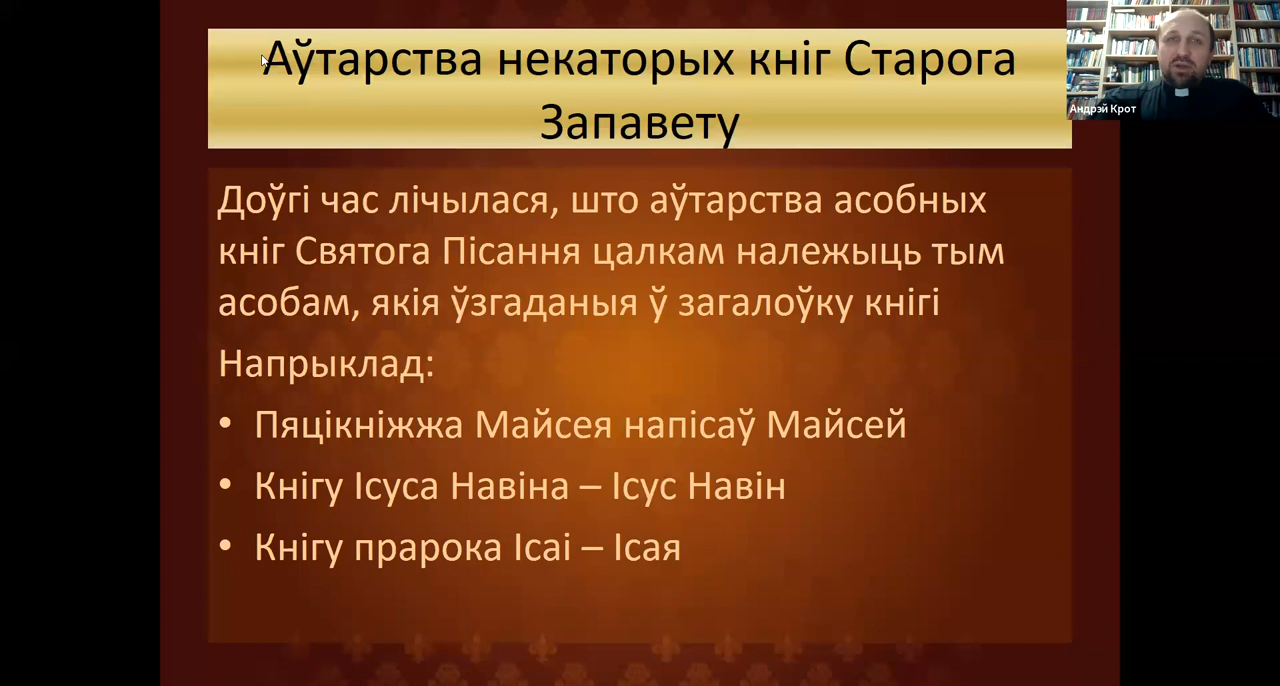 Аўтарства некаторых кніг Старога
Запавету
Андрэй Крот
Доўгі час лічылася, што аўтарства асобных
кніг Святога Пісання цалкам належыць тым
асобам, якія ўзгаданыя ў загалоўку кнігі
Напрыклад:
• Пяцікніжжа Майсея напісаў Майсей
• Кнігу Ісуса Навіна – Ісус Навін
• Кнігу прарока Ісаі – Ісая